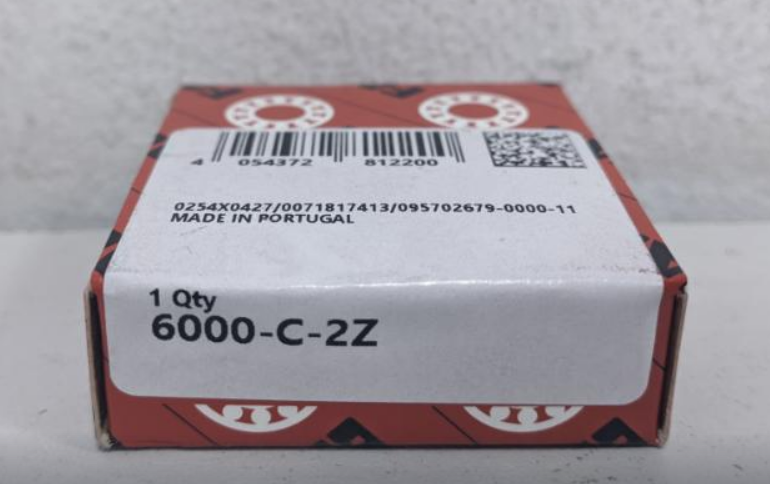 4 054372 812200
0254X0427/0071817413/095702679-0000-11
MADE IN PORTUGAL
1 Qty
6000-C-2Z